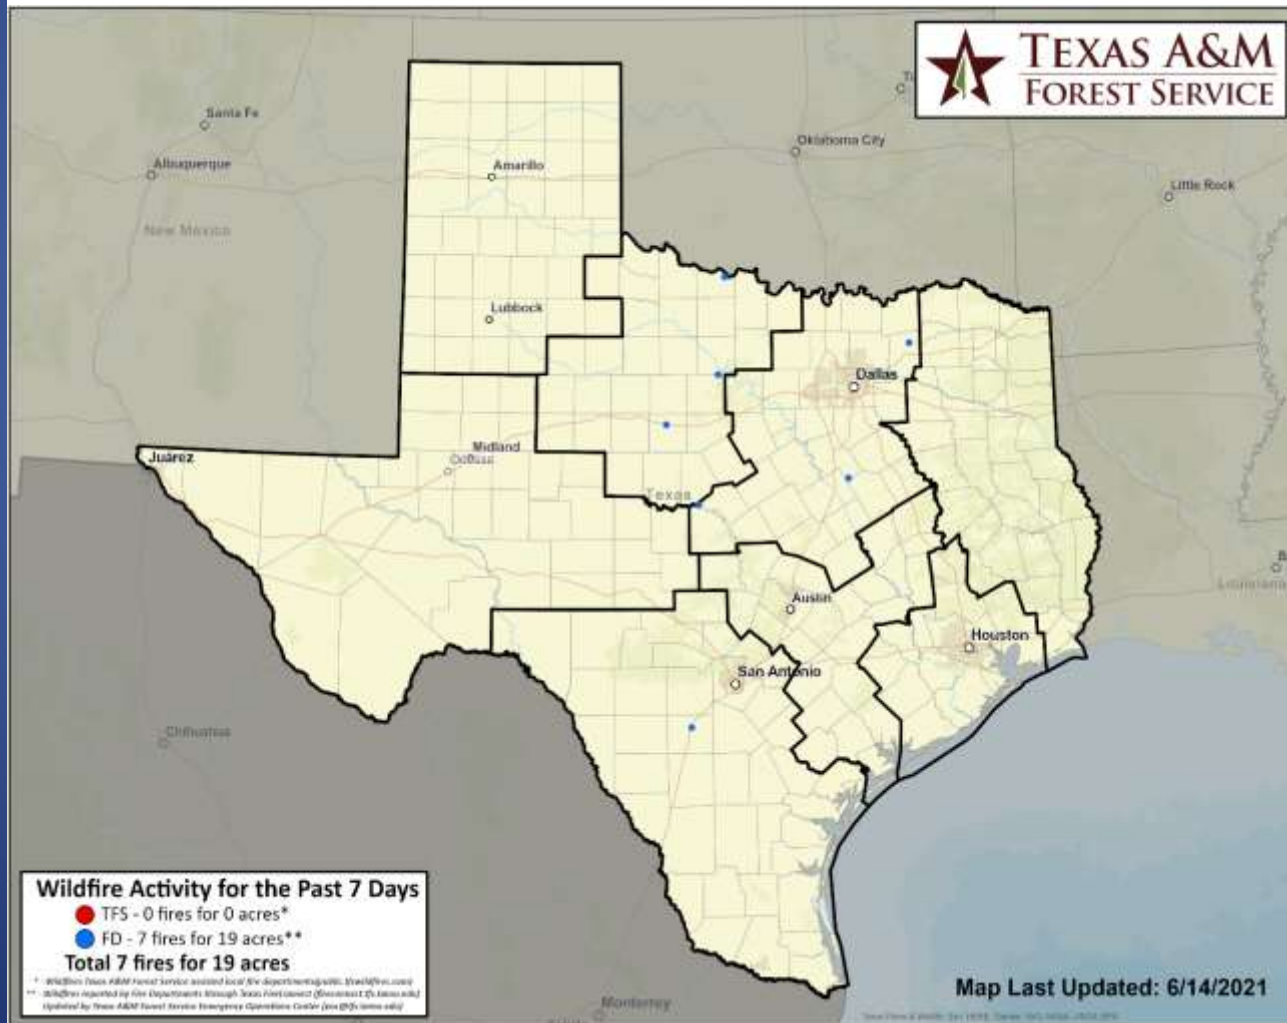 TEXAS A&M
FOREST SERVICE
Santa Fe
Oklahoma City
Albuquerque
Amarillo
Little Rock
New Mexico
Lubbock
Dallas
Juárez
Midland
Odessa
Texas
Louisiana
Austin
Houston
San Antonio
Chihuahua
Wildfire Activity for the Past 7 Days
TFS - 0 fires for 0 acres*
FD - 7 fires for 19 acres**
Total 7 fires for 19 acres
Map Last Updated: 6/14/2021
Monterrey